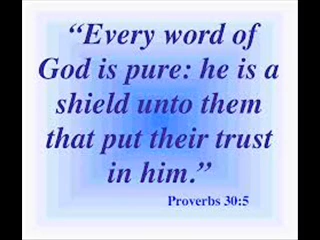 “Every word of
God is pure: he is a
shield unto them
that put their trust
in him.”
Proverbs 30:5